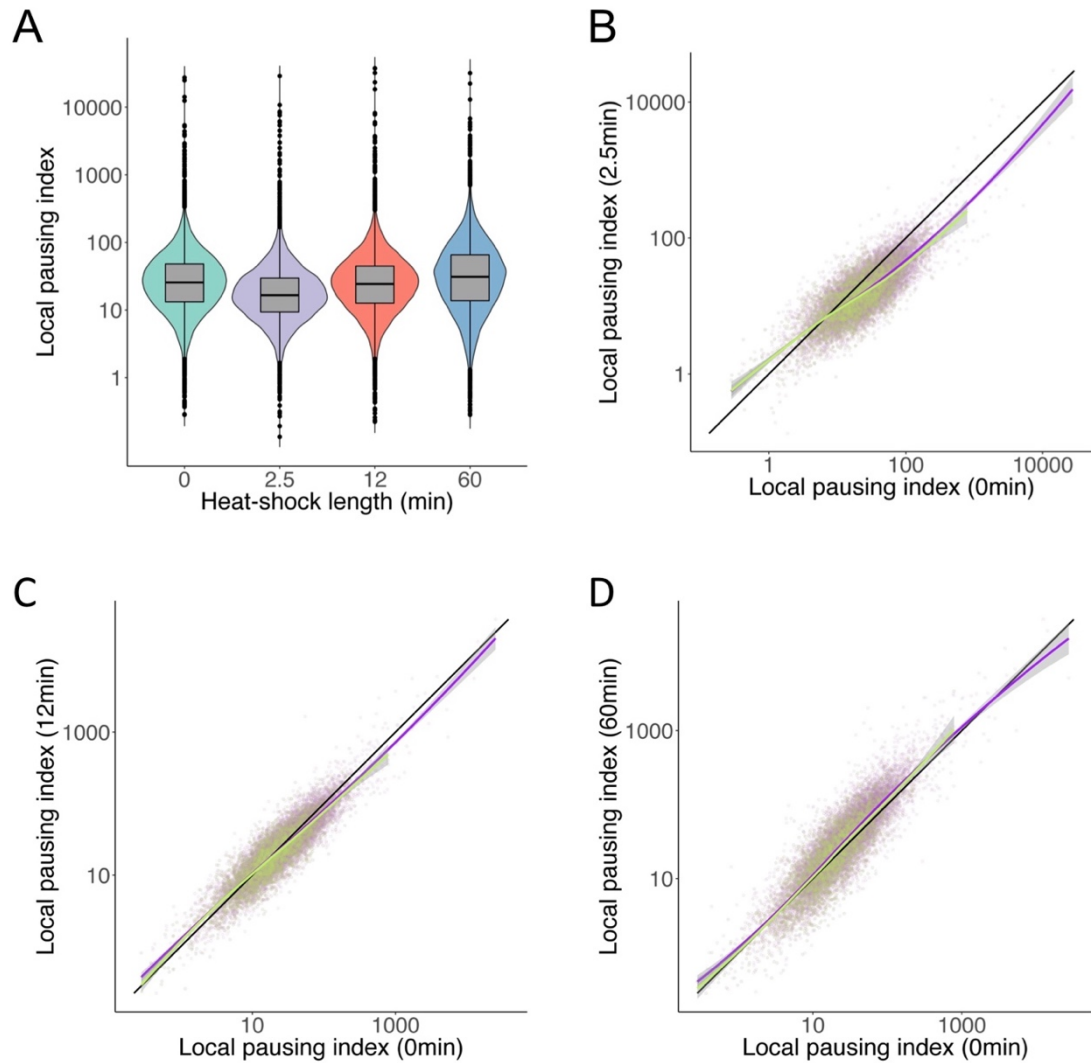 A
Local pausing index
10000
1000
100
10
1
0 2.5 12 60
Heat-shock length (min)
B
Local pausing index (2.5min)
10000
100
1
1 100 10000
Local pausing index (0min)
C
Local pausing index (12min)
1000
10
10 1000
Local pausing index (0min)
D
Local pausing index (60min)
1000
10
10 1000
Local pausing index (0min)